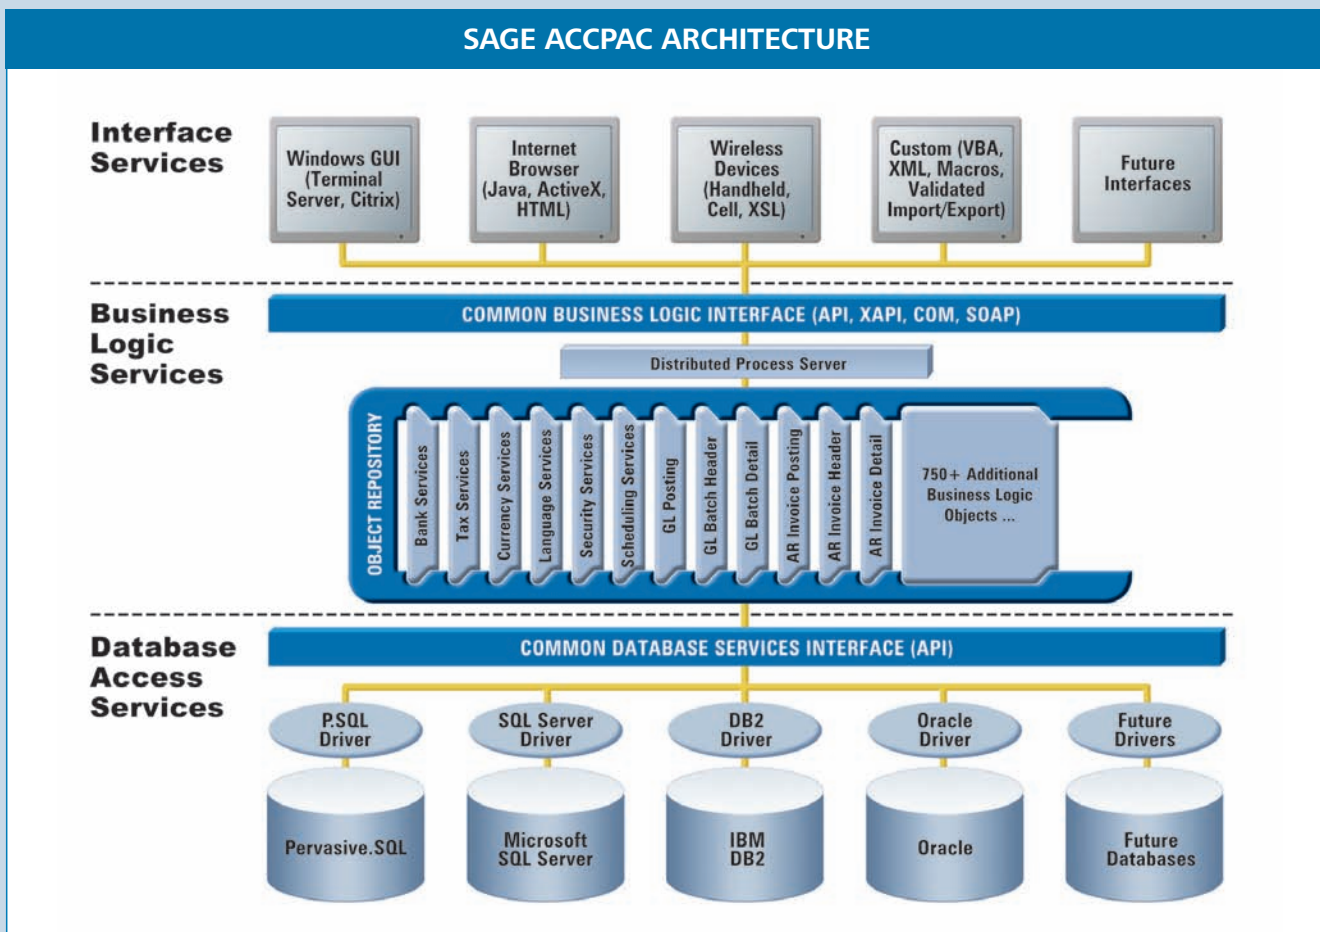 SAGE ACCPAC ARCHITECTURE
Interface
Services
Windows GUI
(Terminal
Server, Citrix)
Internet
Browser
(Java, ActiveX,
HTML)
Wireless
Devices
(Handheld,
Cell, XSL)
Custom (VBA,
XML, Macros,
Validated
Import/Export)
Future
Interfaces
Business
Logic
Services
COMMON BUSINESS LOGIC INTERFACE (API, XAPI, COM, SOAP)
Distributed Process Server
OBJECT REPOSITORY
Bank Services
Tax Services
Currency Services
Language Services
Security Services
Scheduling Services
GL Posting
GL Batch Header
GL Batch Detail
AR Invoice Posting
AR Invoice Header
AR Invoice Detail
750+ Additional
Business Logic
Objects ...
Database
Access
Services
COMMON DATABASE SERVICES INTERFACE (API)
P.SQL
Driver
SQL Server
Driver
DB2
Driver
Oracle
Driver
Future
Drivers
Pervasive.SQL
Microsoft
SQL Server
IBM
DB2
Oracle
Future
Databases